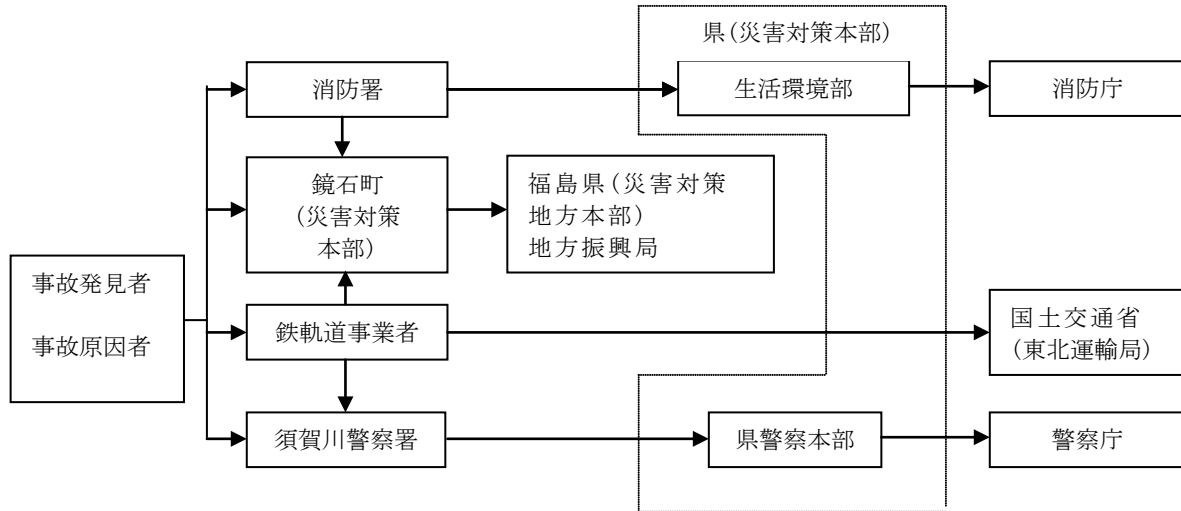 県(災害対策本部)
消防署
生活環境部
消防庁
鏡石町
(災害対策
本部)
福島県(災害対策
地方本部)
地方振興局
事故発見者
事故原因者
鉄軌道事業者
国土交通省
(東北運輸局)
須賀川警察署
県警察本部
警察庁